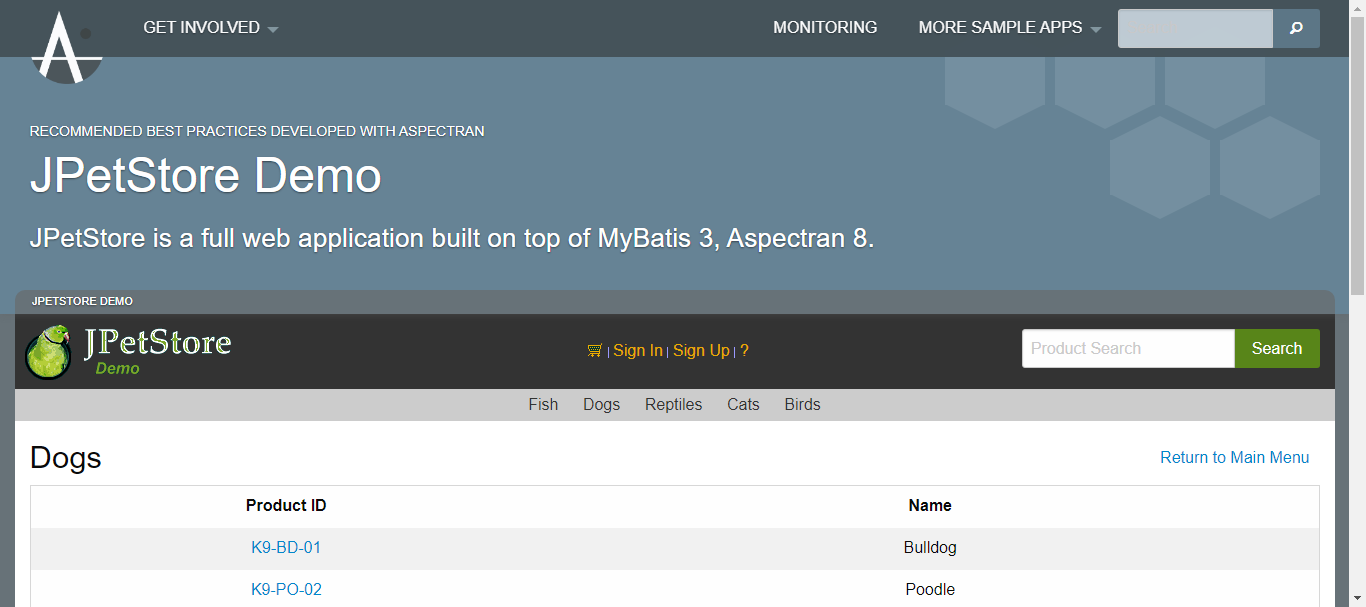 GET INVOLVED MONITORING MORE SAMPLE APPS
RECOMMENDED BEST PRACTICES DEVELOPED WITH ASPECTRAN
JPetStore Demo
JPetStore is a full web application built on top of MyBatis 3, Aspectran 8.
JPETSTORE DEMO
JPetStore
Demo
| Sign In | Sign Up | ?
Product Search Search
Fish Dogs Reptiles Cats Birds
Dogs Return to Main Menu
Product ID Name
K9-BD-01 Bulldog
K9-PO-02 Poodle